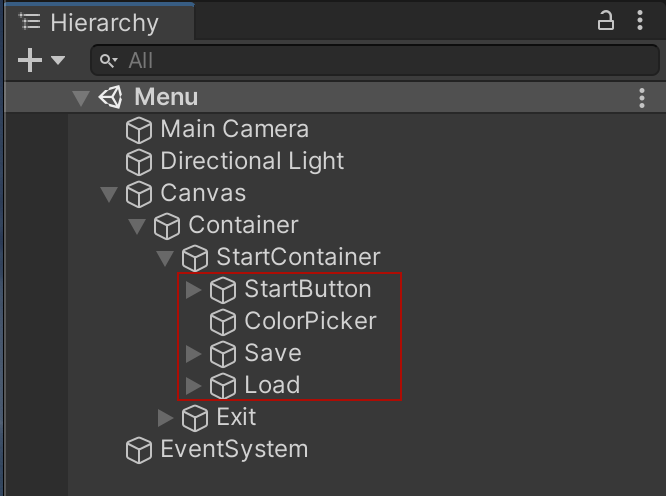 Hierarchy
All
Menu
Main Camera
Directional Light
Canvas
Container
StartContainer
StartButton
ColorPicker
Save
Load
Exit
EventSystem